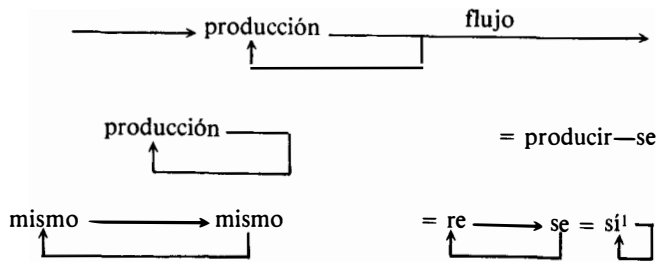 producción flujo
producción = producir—se
mismo mismo = re se = sí¹